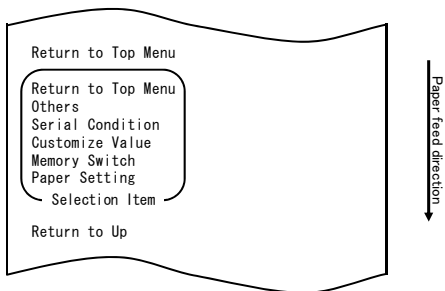 Return to Top Menu
Return to Top Menu
Others
Serial Condition
Customize Value
Memory Switch
Paper Setting
Selection Item
Return to Up
Paper feed direction